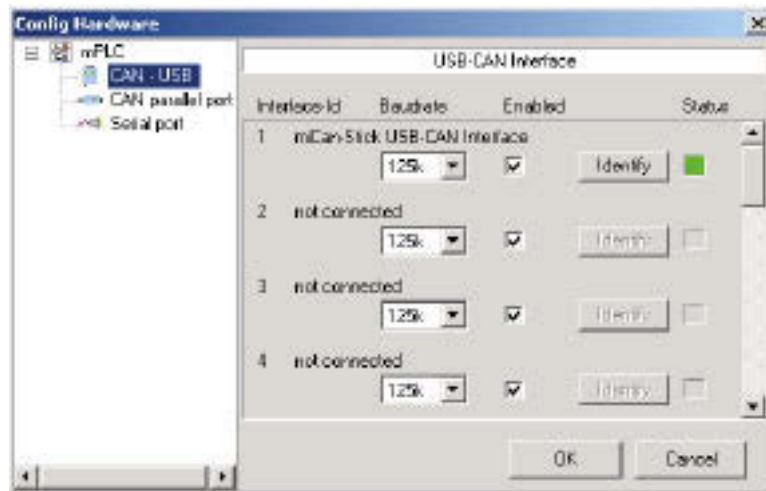 Config Hardware
mPLC
CAN - USB
CAN parallel port
Serial port
USB-CAN Interface
Interface-Id Baudrate Enabled Status
1 mCan-Stick USB-CAN Interface
125k Identify
2 not connected
125k Identify
3 not connected
125k Identify
4 not connected
125k Identify
OK Cancel